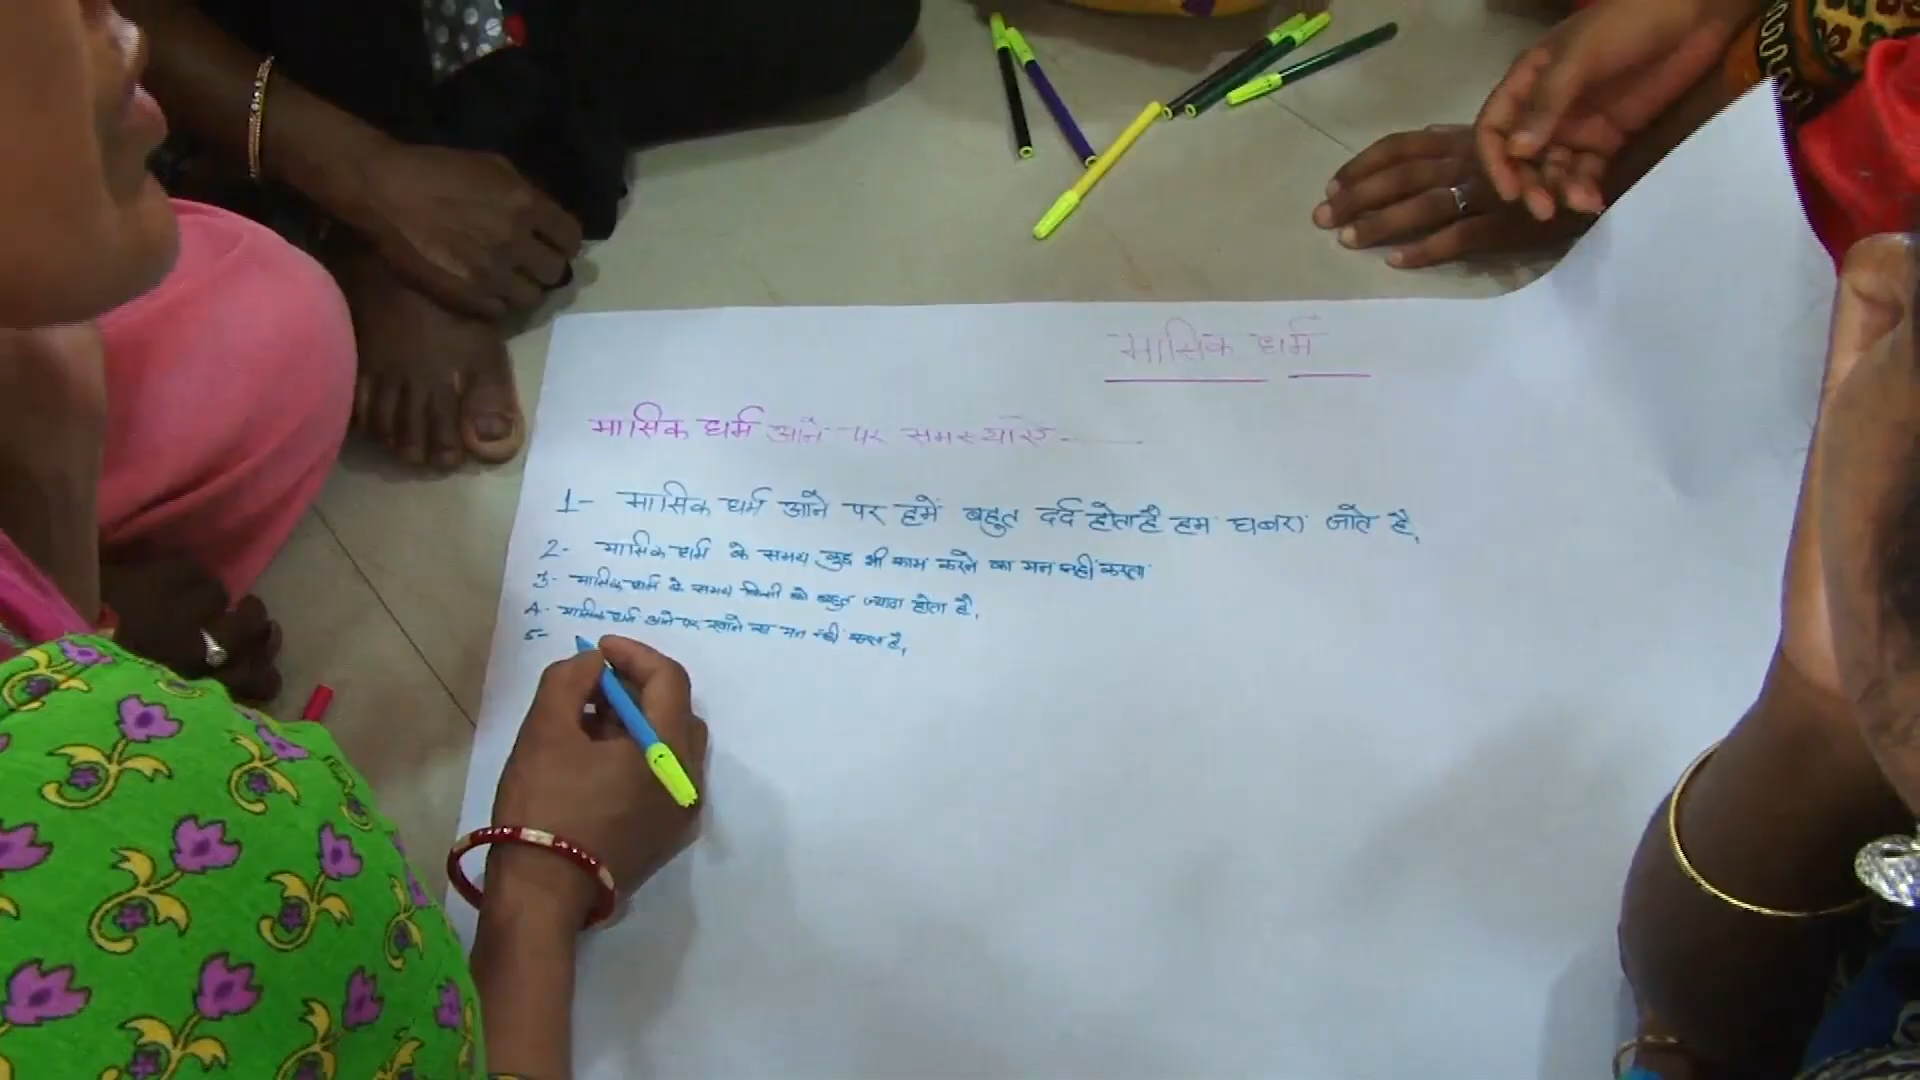 मासिक धर्म
मासिक धर्म आने पर समस्याऐं -
1- मासिक धर्म आने पर हमें बहुत दर्द होता है हम घबरा जाते है,
2- मासिक धर्म के समय कुछ भी काम करने का मन नहीं करता
3- मासिक धर्म के समय किसी को बहुत ज्यादा होता है,
4- मासिक धर्म आने पर खाने का मन नहीं करता है,
5-